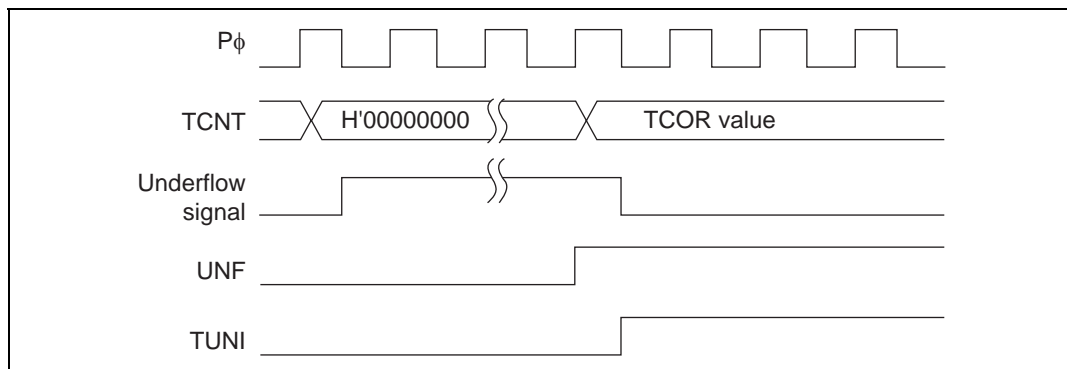 Pφ
TCNT
H'00000000
TCOR value
Underflow
signal
UNF
TUNI